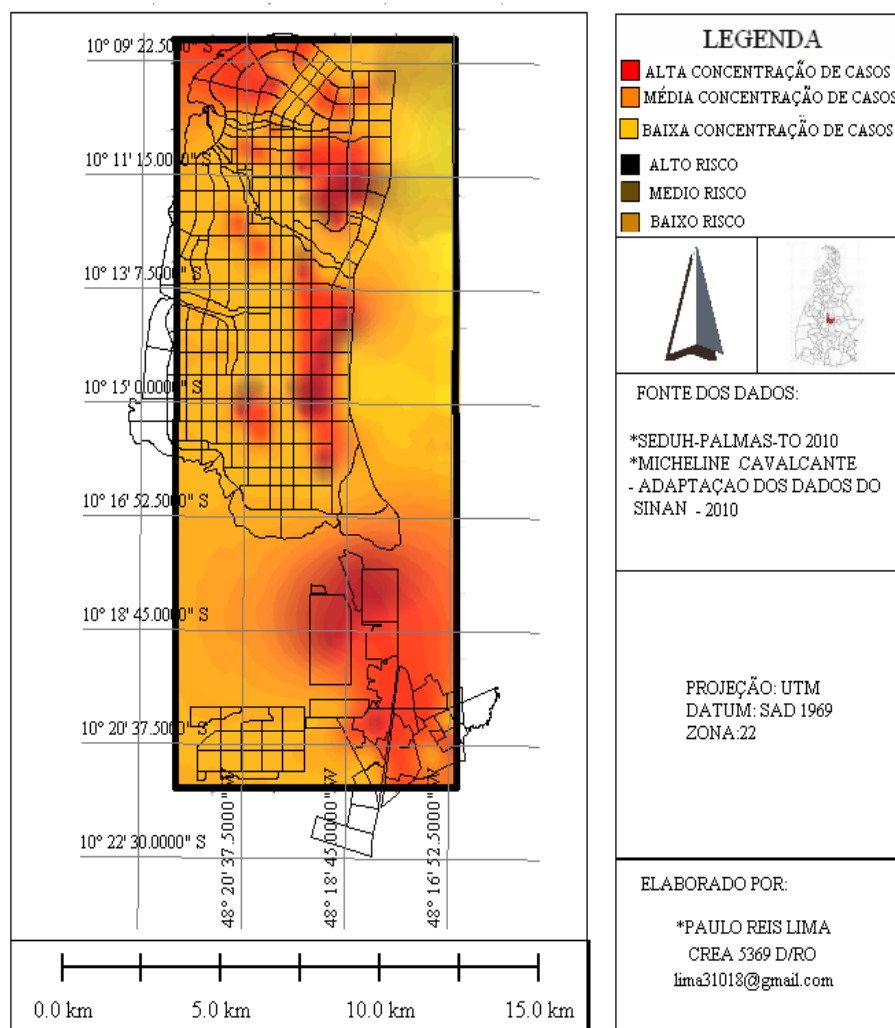 10° 09' 22.5000" S
10° 11' 15.0000" S
10° 13' 7.5000" S
10° 15' 0.0000" S
10° 16' 52.5000" S
10° 18' 45.0000" S
10° 20' 37.5000" S
10° 22' 30.0000" S
48° 20' 37.5000" W
48° 18' 45.0000" W
48° 16' 52.5000" W
0.0 km
5.0 km
10.0 km
15.0 km
LEGENDA
ALTA CONCENTRAÇÃO DE CASOS
MÉDIA CONCENTRAÇÃO DE CASOS
BAIXA CONCENTRAÇÃO DE CASOS
ALTO RISCO
MEDIO RISCO
BAIXO RISCO
FONTE DOS DADOS:
*SEDUH-PALMAS-TO 2010
*MICHELINE CAVALCANTE
- ADAPTAÇAO DOS DADOS DO
SINAN - 2010
PROJEÇÃO: UTM
DATUM: SAD 1969
ZONA:22
ELABORADO POR:
*PAULO REIS LIMA
CREA 5369 D/RO
lima31018@gmail.com